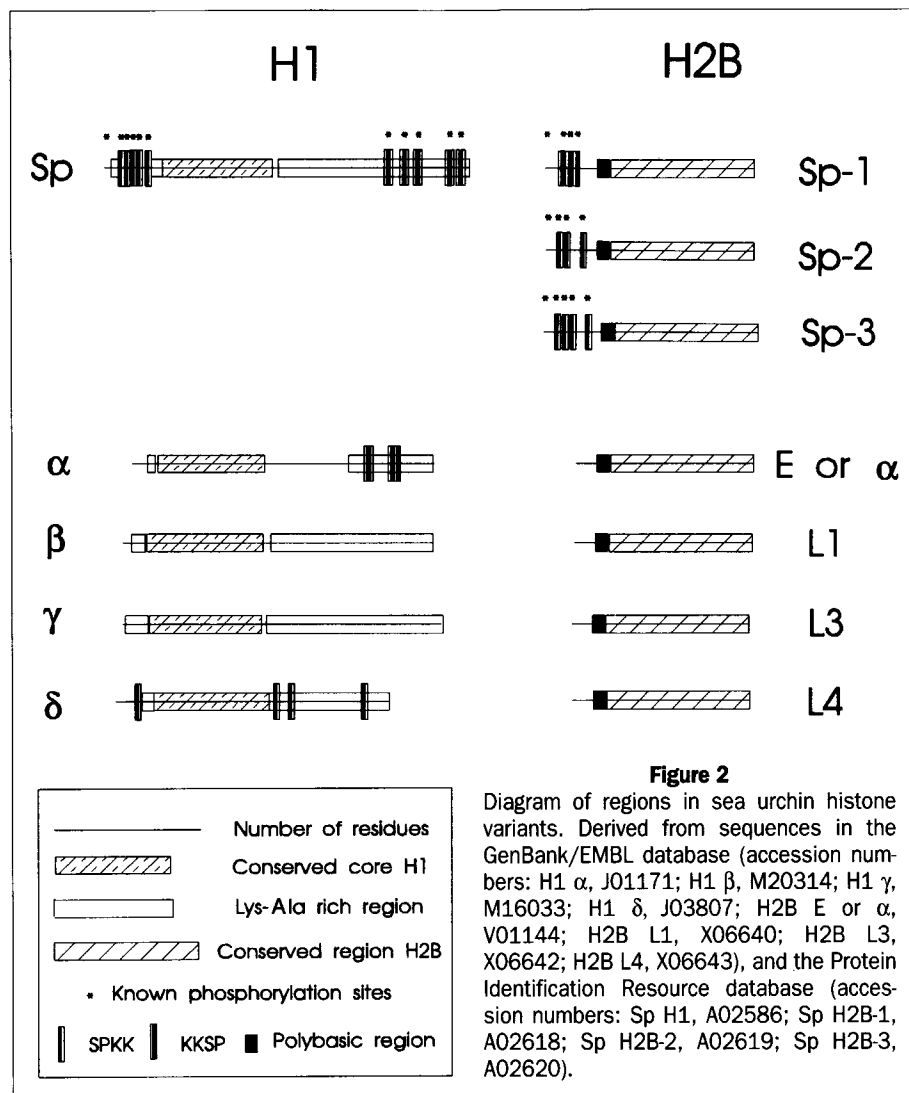 H1 H2B
Sp Sp-1
Sp-2
Sp-3
α E or α
β L1
γ L3
δ L4
Number of residues
Conserved core H1
Lys-Ala rich region
Conserved region H2B
* Known phosphorylation sites
SPKK KKSP Polybasic region
Figure 2
Diagram of regions in sea urchin histone
variants. Derived from sequences in the
GenBank/EMBL database (accession num-
bers: H1 α, J01171; H1 β, M20314; H1 γ,
M16033; H1 δ, J03807; H2B E or α,
V01144; H2B L1, X06640; H2B L3,
X06642; H2B L4, X06643), and the Protein
Identification Resource database (acces-
sion numbers: Sp H1, A02586; Sp H2B-1,
A02618; Sp H2B-2, A02619; Sp H2B-3,
A02620).